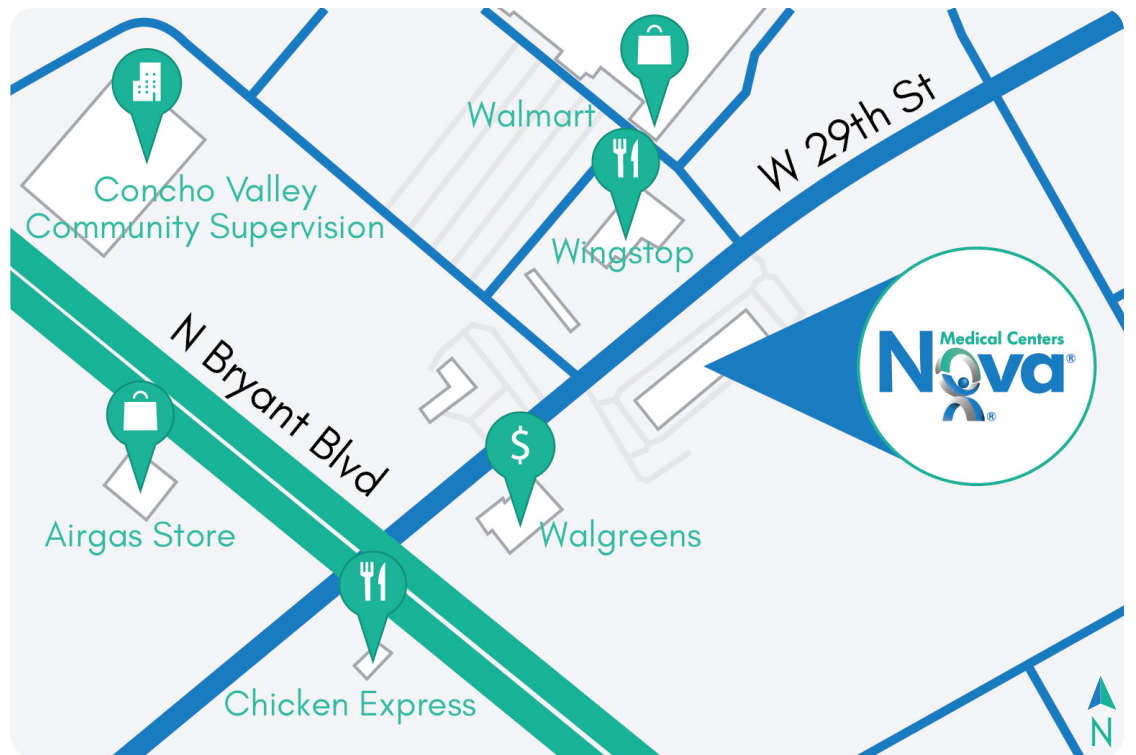 Walmart
W 29th St
Concho Valley
Community Supervision
Wingstop
Medical Centers
Nova®
®
N Bryant Blvd
$
Airgas Store
Walgreens
Chicken Express
N